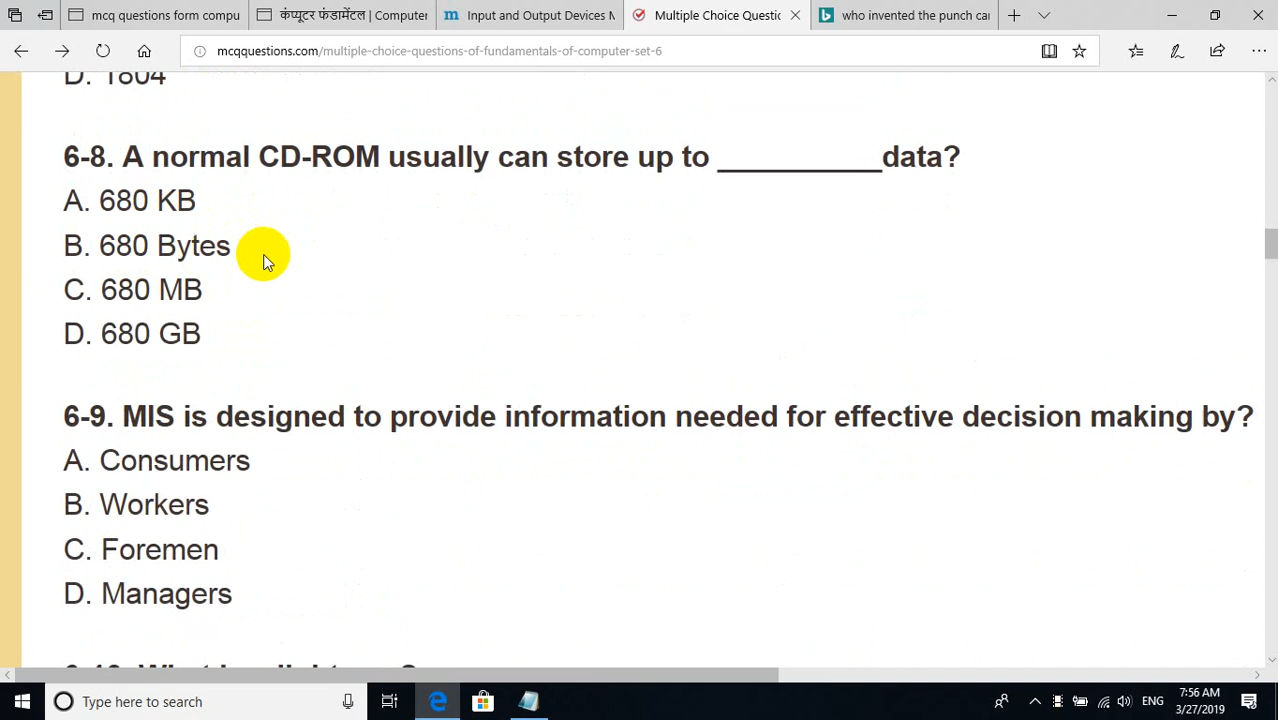 mcq questions form compu
कंप्यूटर फंडामेंटल | Computer
Input and Output Devices M
Multiple Choice Questic
who invented the punch car
mcqquestions.com/multiple-choice-questions-of-fundamentals-of-computer-set-6
D. 1804
6-8. A normal CD-ROM usually can store up to ___________data?
A. 680 KB
B. 680 Bytes
C. 680 MB
D. 680 GB
6-9. MIS is designed to provide information needed for effective decision making by?
A. Consumers
B. Workers
C. Foremen
D. Managers
Type here to search
ENG
7:56 AM
3/27/2019